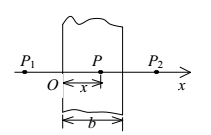 P₁ P P₂
O x x
b